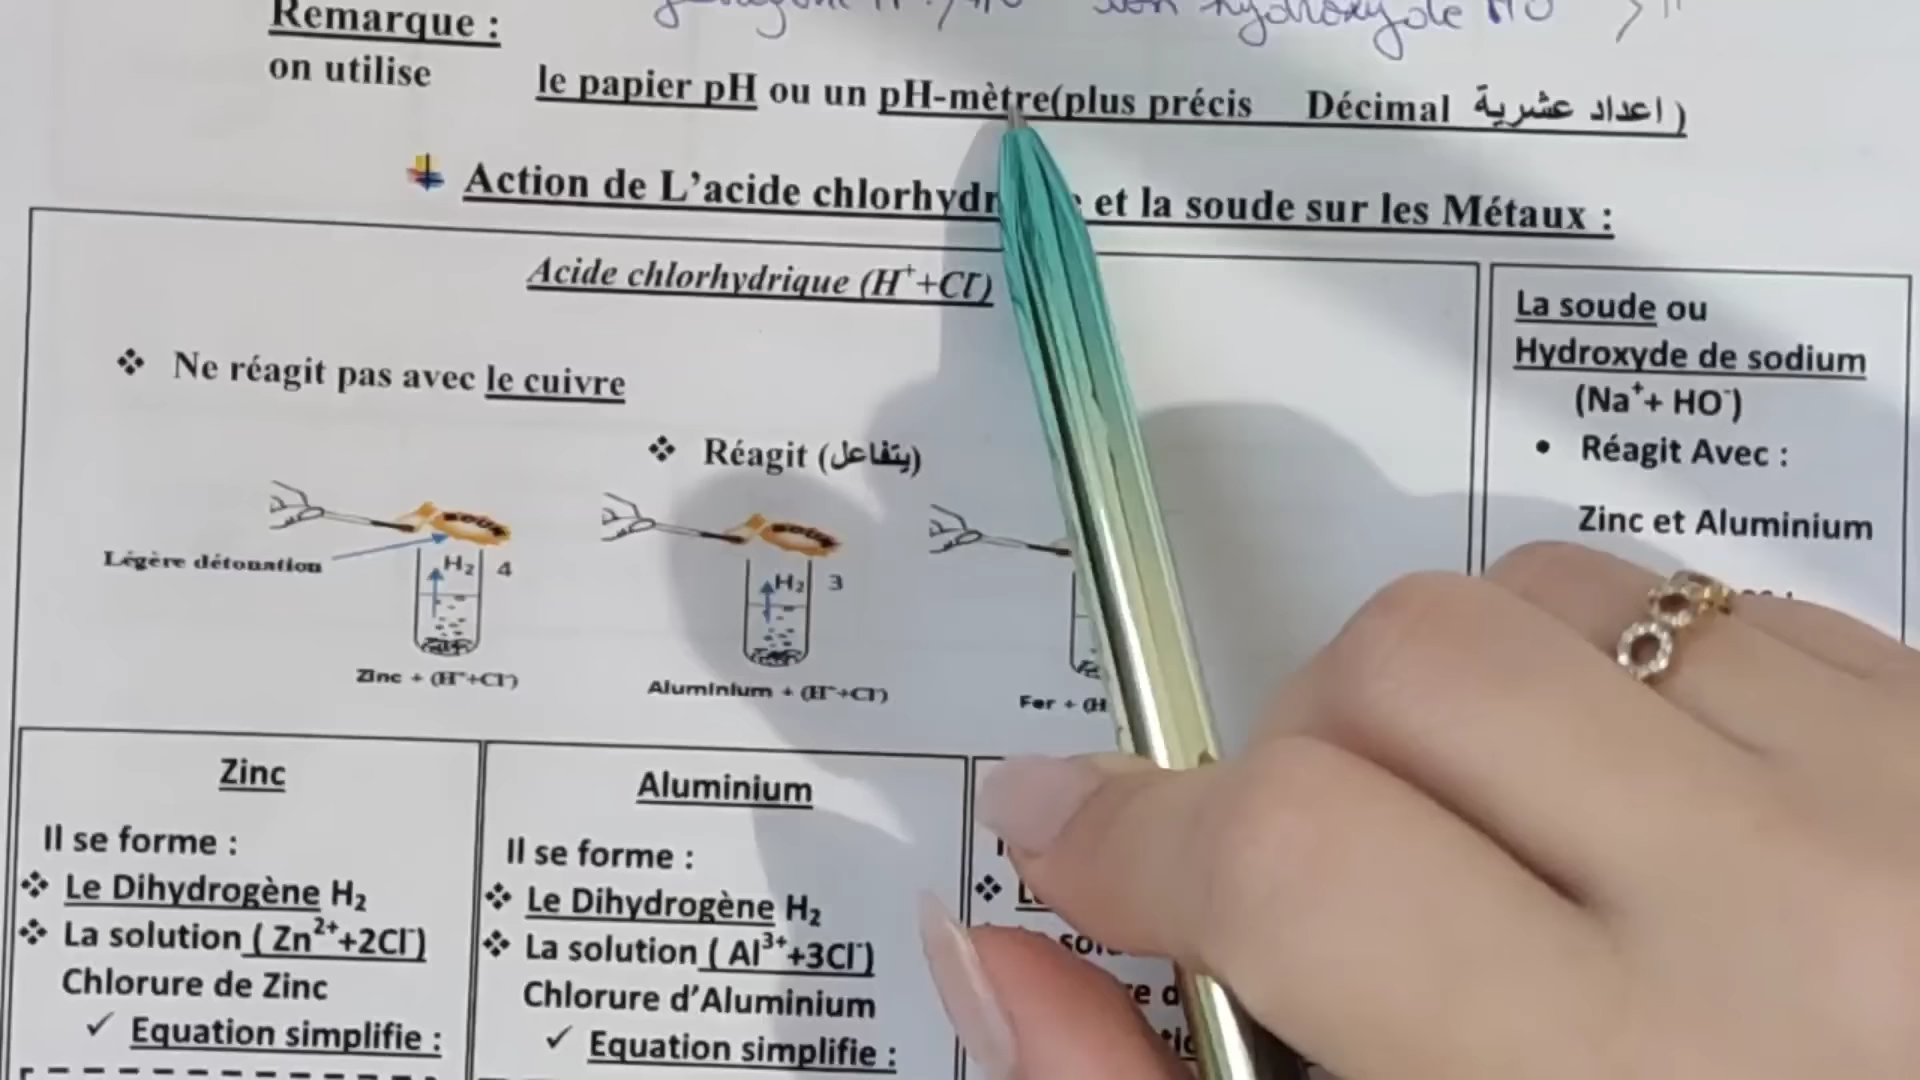 Remarque :
ion hydroxyde HO
on utilise le papier pH ou un pH-mètre(plus précis Décimal اعداد عشرية )
Action de L'acide chlorhydr et la soude sur les Métaux :
Acide chlorhydrique (H⁺+Cl⁻)
❖ Ne réagit pas avec le cuivre
❖ Réagit (يتفاعل)
Légère détonation
H₂ 4
H₂ 3
Zinc + (H⁺+Cl⁻)
Aluminium + (H⁺+Cl⁻)
Fer + (H
La soude ou
Hydroxyde de sodium
(Na⁺+ HO⁻)
• Réagit Avec :
Zinc et Aluminium
Zinc
Il se forme :
❖ Le Dihydrogène H₂
❖ La solution ( Zn²⁺+2Cl⁻)
Chlorure de Zinc
✓ Equation simplifie :
Aluminium
Il se forme :
❖ Le Dihydrogène H₂
❖ La solution ( Al³⁺+3Cl⁻)
Chlorure d'Aluminium
✓ Equation simplifie :